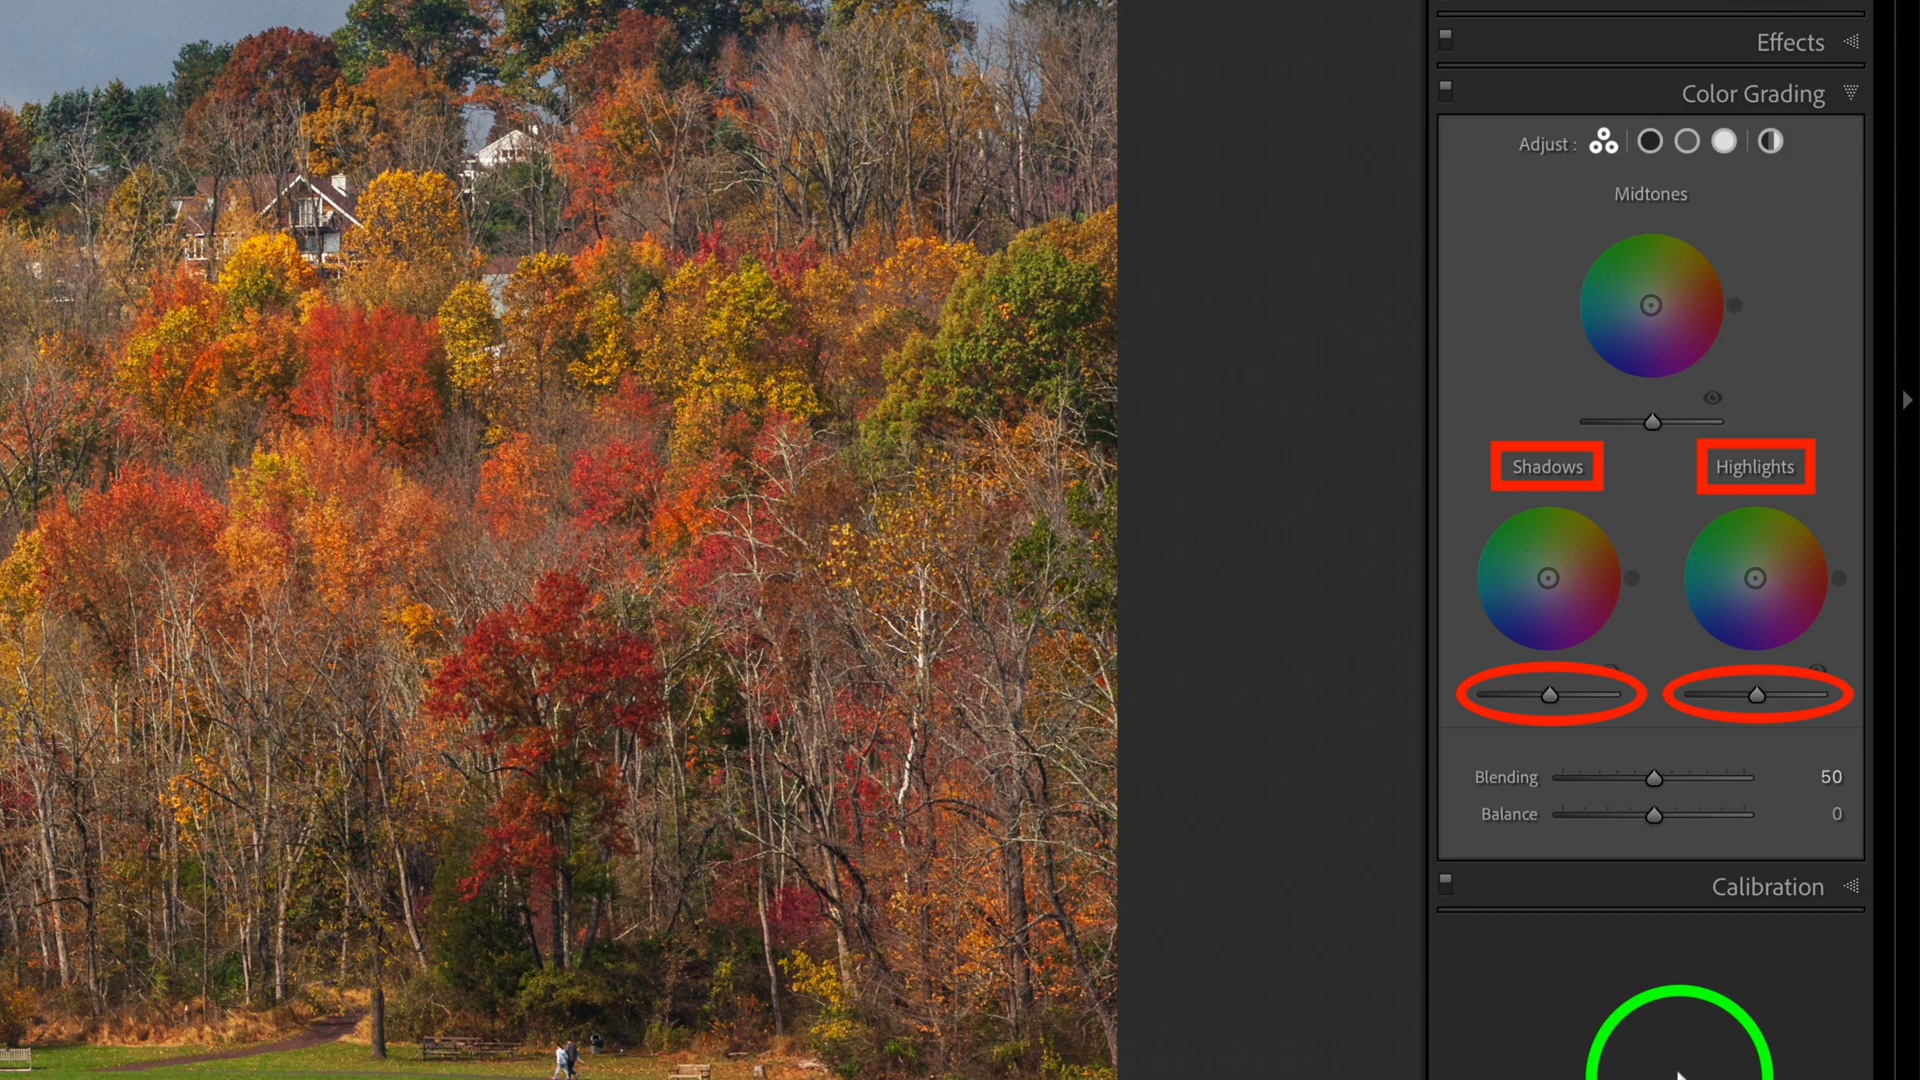 Effects
Color Grading
Adjust :
Midtones
Shadows
Highlights
Blending 50
Balance 0
Calibration